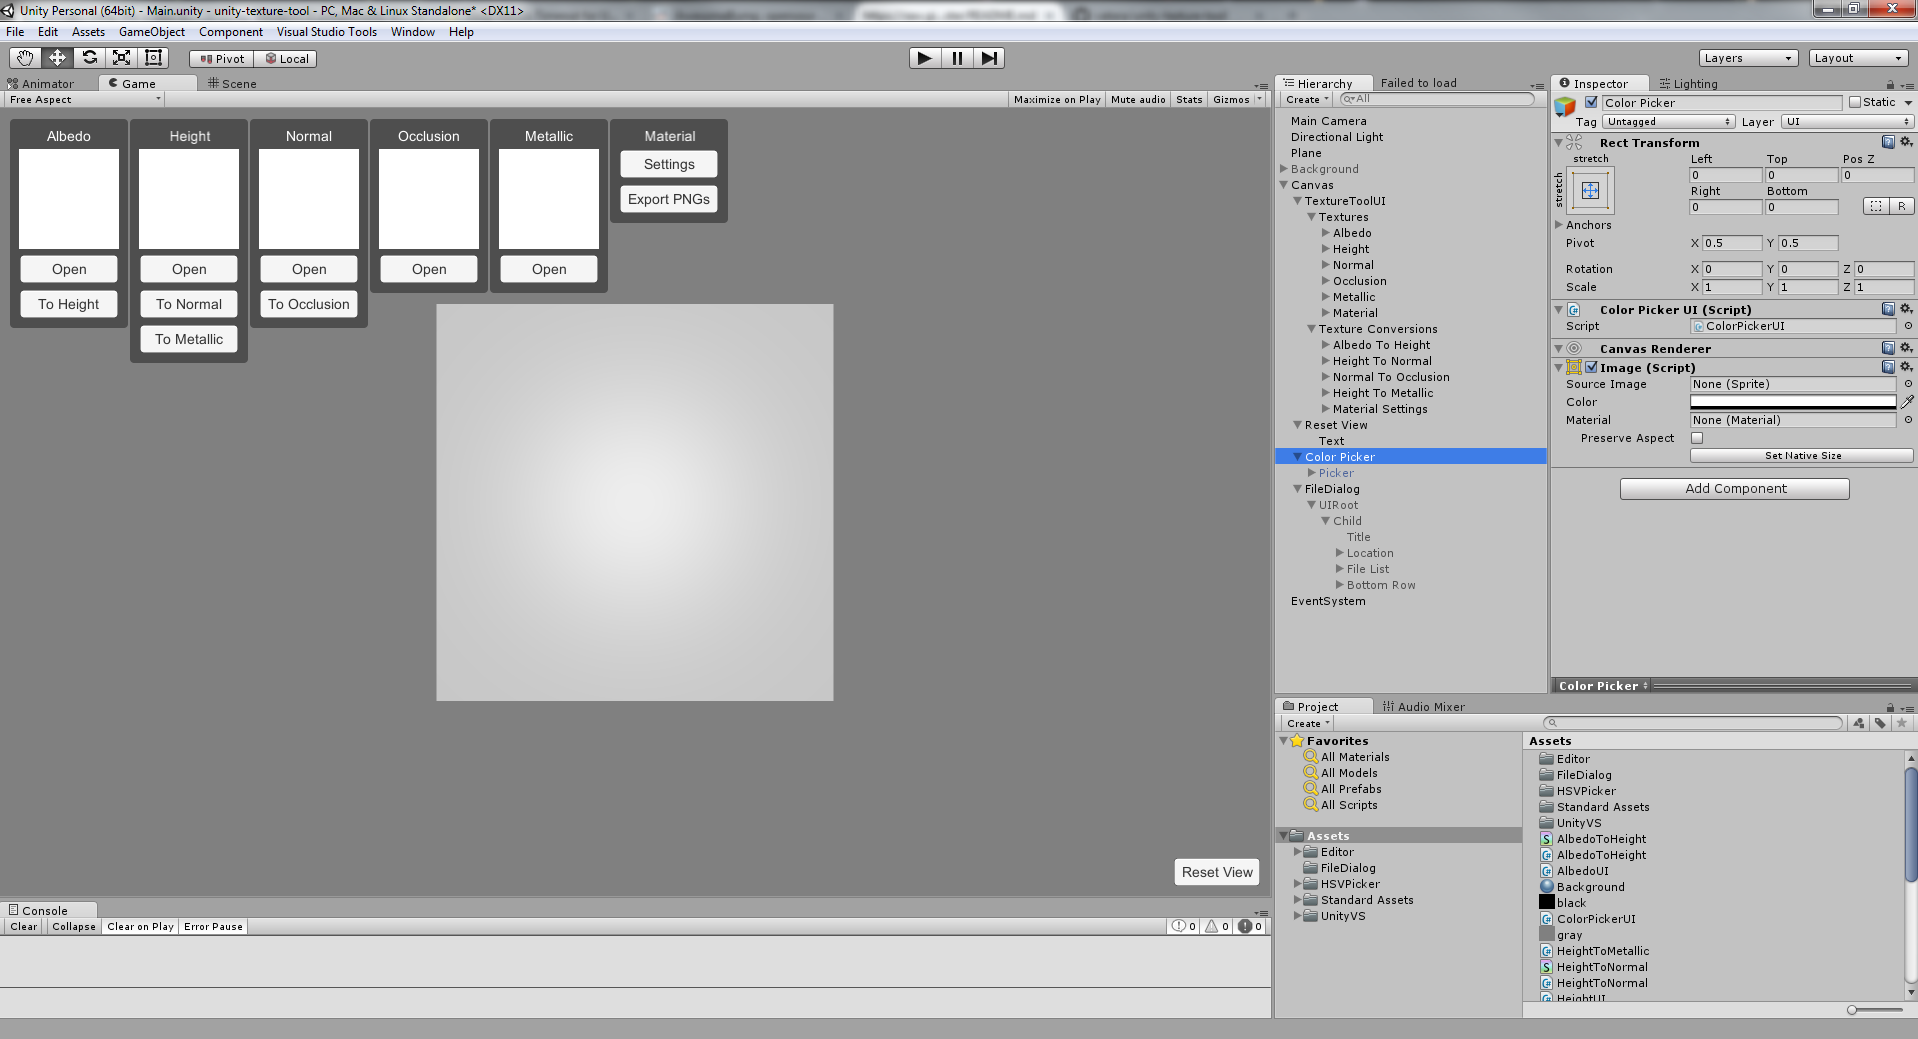 Unity Personal (64bit) - Main.unity - unity-texture-tool - PC, Mac & Linux Standalone* <DX11>
File Edit Assets GameObject Component Visual Studio Tools Window Help
Pivot Local Layers Layout
Animator Game Scene
Free Aspect Maximize on Play Mute audio Stats Gizmos
Albedo Height Normal Occlusion Metallic Material
Settings
Export PNGs
Open Open Open Open Open
To Height To Normal To Occlusion
To Metallic
Reset View
Console
Clear Collapse Clear on Play Error Pause 0 0 0
Hierarchy Failed to load
Create All
Main Camera
Directional Light
Plane
Background
Canvas
TextureToolUI
Textures
Albedo
Height
Normal
Occlusion
Metallic
Material
Texture Conversions
Albedo To Height
Height To Normal
Normal To Occlusion
Height To Metallic
Material Settings
Reset View
Text
Color Picker
Picker
FileDialog
UIRoot
Child
Title
Location
File List
Bottom Row
EventSystem
Inspector Lighting
Color Picker Static
Tag Untagged Layer UI
Rect Transform
stretch Left Top Pos Z
stretch 0 0 0
Right Bottom
0 0 R
Anchors
Pivot X 0.5 Y 0.5
Rotation X 0 Y 0 Z 0
Scale X 1 Y 1 Z 1
Color Picker UI (Script)
Script ColorPickerUI
Canvas Renderer
Image (Script)
Source Image None (Sprite)
Color
Material None (Material)
Preserve Aspect
Set Native Size
Add Component
Color Picker
Project Audio Mixer
Create
Favorites
All Materials
All Models
All Prefabs
All Scripts
Assets
Editor
FileDialog
HSVPicker
Standard Assets
UnityVS
Assets
Editor
FileDialog
HSVPicker
Standard Assets
UnityVS
AlbedoToHeight
AlbedoToHeight
AlbedoUI
Background
black
ColorPickerUI
gray
HeightToMetallic
HeightToNormal
HeightToNormal
HeightUI